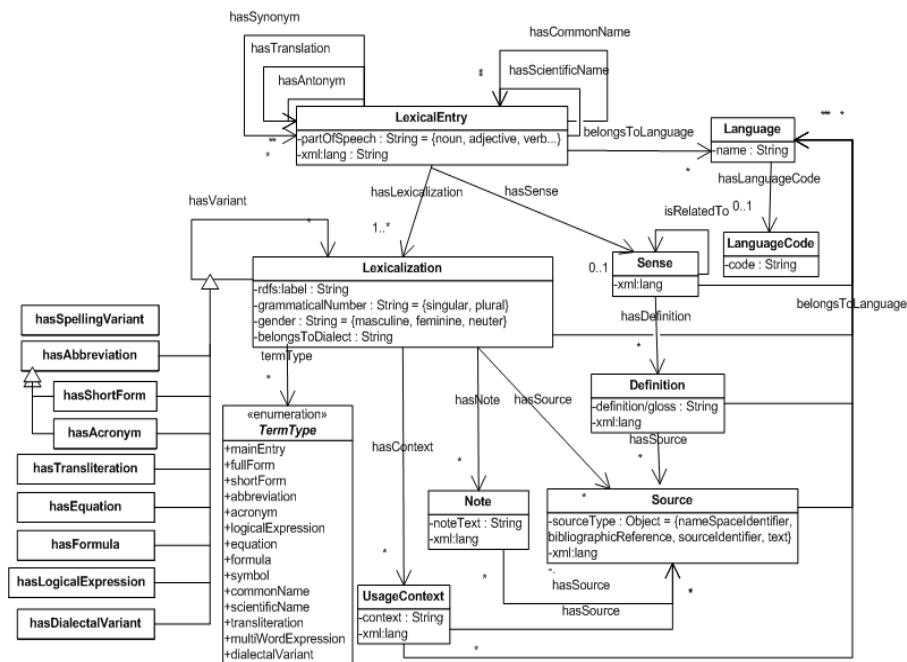 hasSynonym
hasTranslation
hasAntonym
hasCommonName
hasScientificName
*
LexicalEntry
-partOfSpeech : String = {noun, adjective, verb...}
-xml:lang : String
**
*
belongsToLanguage
*
*** *
Language
-name : String
hasLanguageCode
0..1
LanguageCode
-code : String
hasLexicalization
hasSense
1..*
hasVariant
*
isRelatedTo
0..1
Sense
-xml:lang
belongsToLanguage
Lexicalization
-rdfs:label : String
-grammaticalNumber : String = {singular, plural}
-gender : String = {masculine, feminine, neuter}
-belongsToDialect : String
termType
*
hasDefinition
*
hasSpellingVariant
hasAbbreviation
hasShortForm
hasAcronym
hasTransliteration
hasEquation
hasFormula
hasLogicalExpression
hasDialectalVariant
«enumeration»
TermType
+mainEntry
+fullForm
+shortForm
+abbreviation
+acronym
+logicalExpression
+equation
+formula
+symbol
+commonName
+scientificName
+transliteration
+multiWordExpression
+dialectalVariant
hasContext
*
hasNote
*
hasSource
*
Definition
-definition/gloss : String
-xml:lang
hasSource
*
Note
-noteText : String
-xml:lang
*
Source
-sourceType : Object = {nameSpaceIdentifier,
bibliographicReference, sourceIdentifier, text}
-xml:lang
hasSource
hasSource
*
UsageContext
-context : String
-xml:lang
*